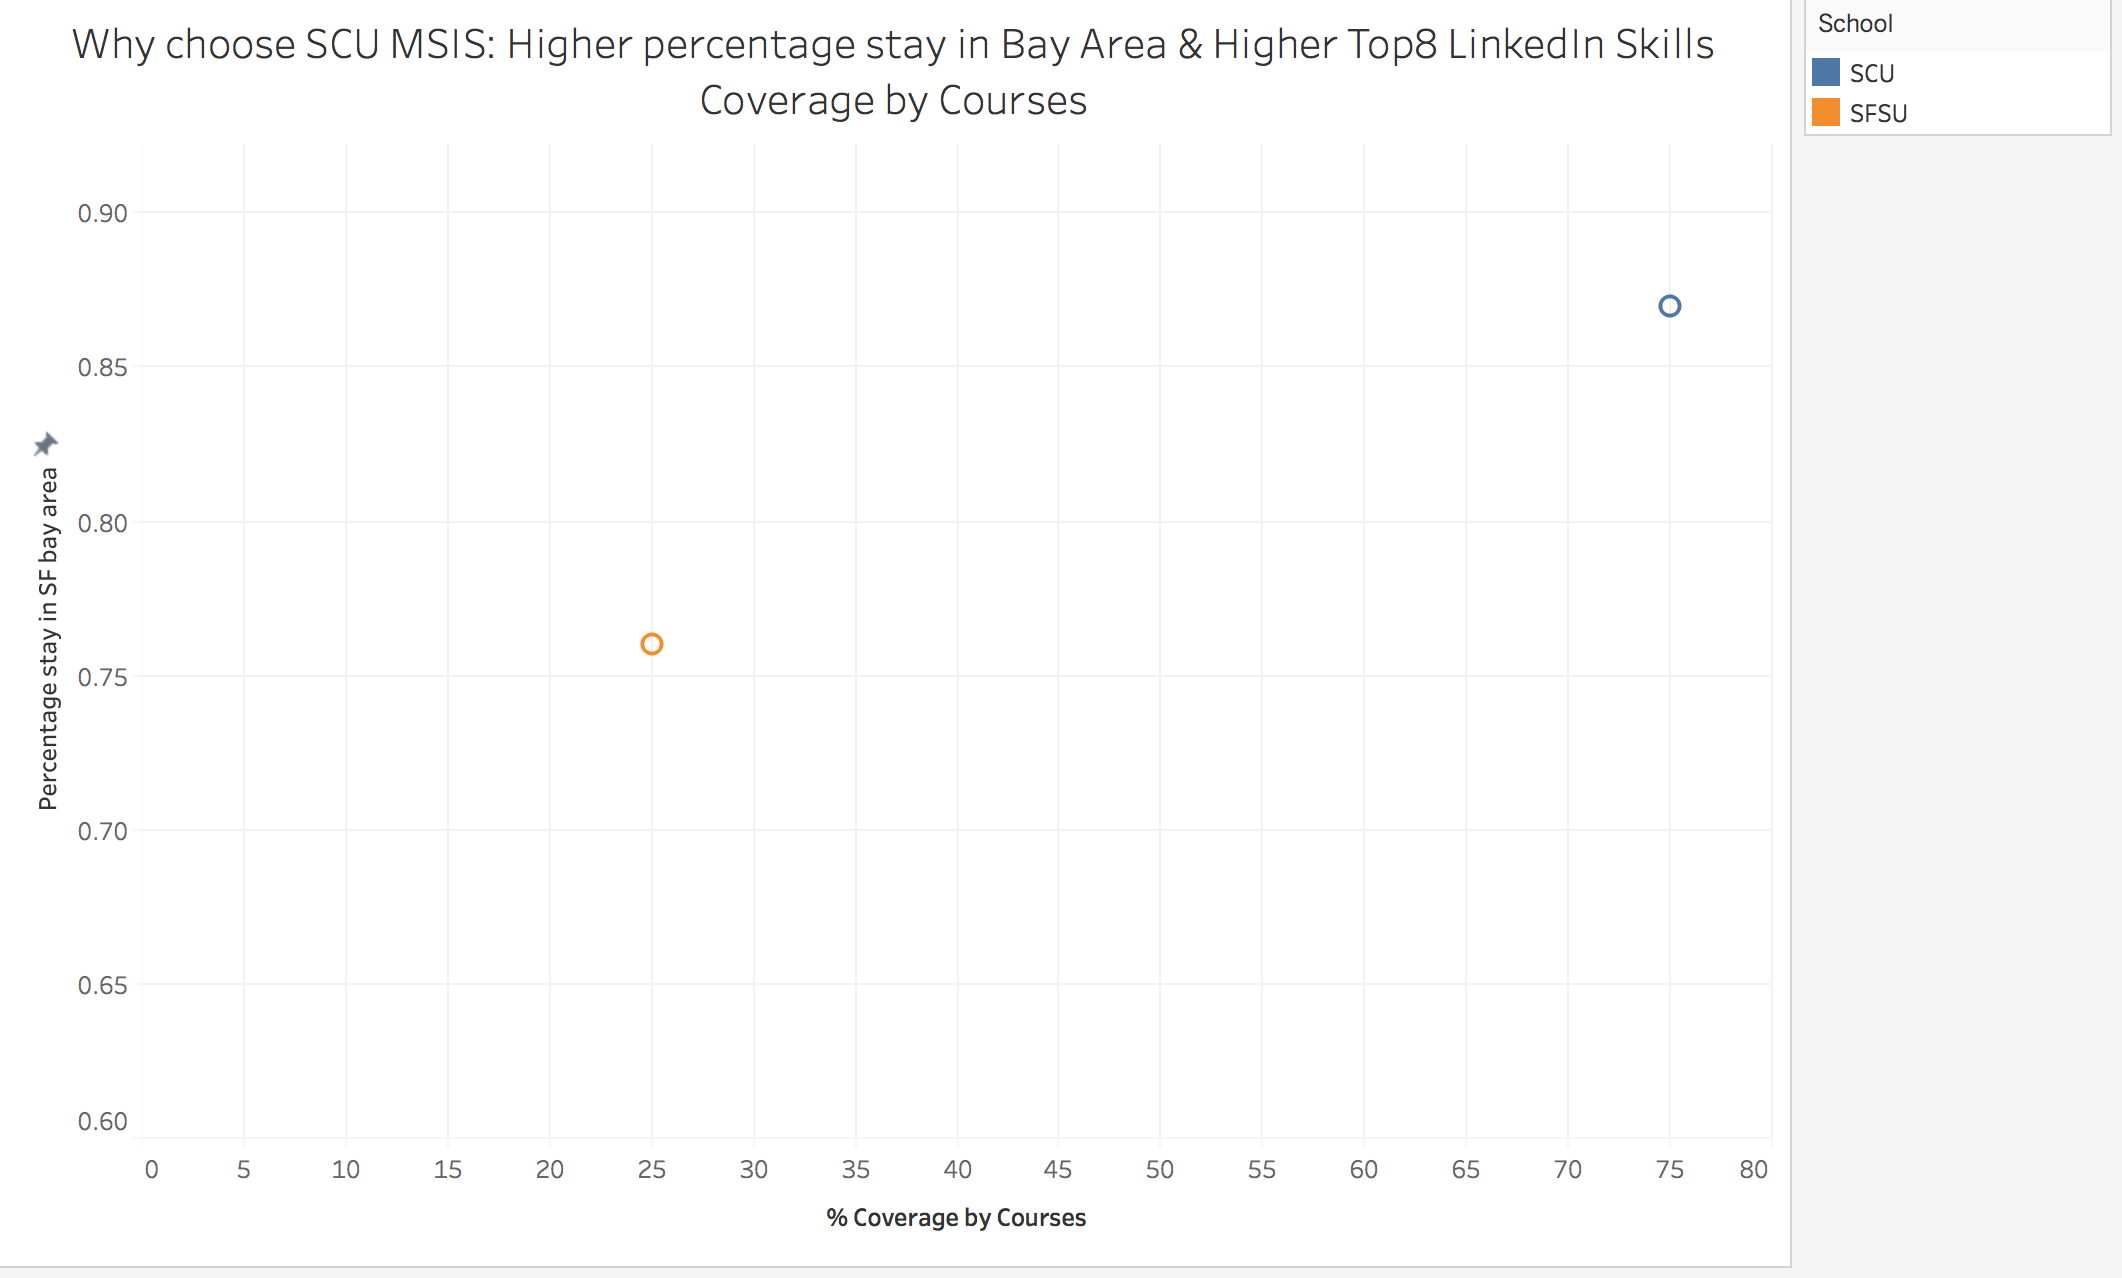 Why choose SCU MSIS: Higher percentage stay in Bay Area & Higher Top8 LinkedIn Skills
Coverage by Courses
School
SCU
SFSU
Percentage stay in SF bay area
0.90
0.85
0.80
0.75
0.70
0.65
0.60
0 5 10 15 20 25 30 35 40 45 50 55 60 65 70 75 80
% Coverage by Courses